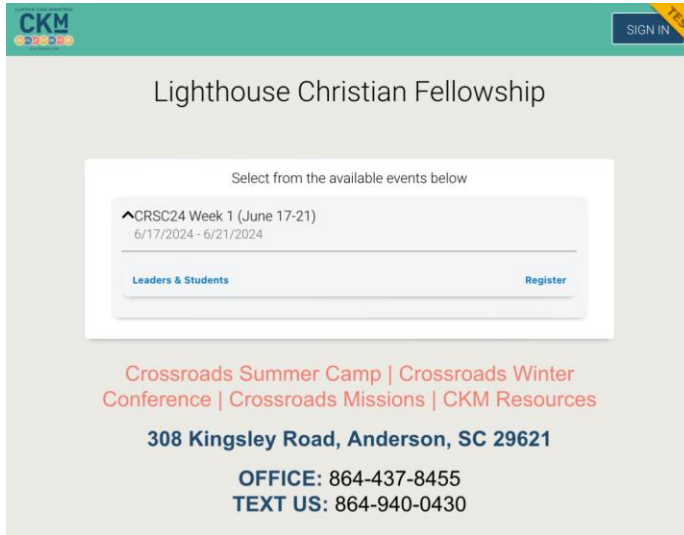 CKM
SIGN IN
Lighthouse Christian Fellowship
Select from the available events below
CRSC24 Week 1 (June 17-21)
6/17/2024 - 6/21/2024
Leaders & Students Register
Crossroads Summer Camp | Crossroads Winter
Conference | Crossroads Missions | CKM Resources
308 Kingsley Road, Anderson, SC 29621
OFFICE: 864-437-8455
TEXT US: 864-940-0430